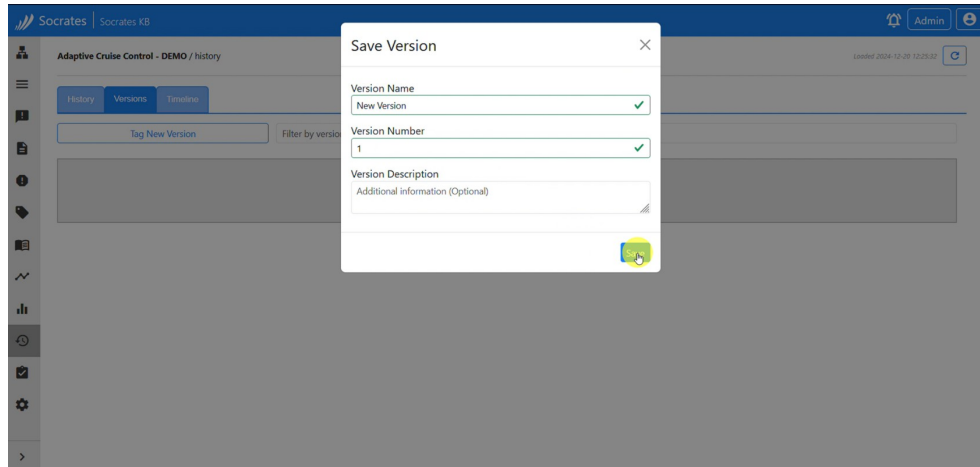 Socrates Socrates KB
Admin
Adaptive Cruise Control - DEMO / history
Loaded 2024-12-20 12:29:02
History Versions Timeline
Tag New Version
Filter by version
Save Version
Version Name
New Version
Version Number
1
Version Description
Additional information (Optional)
Save